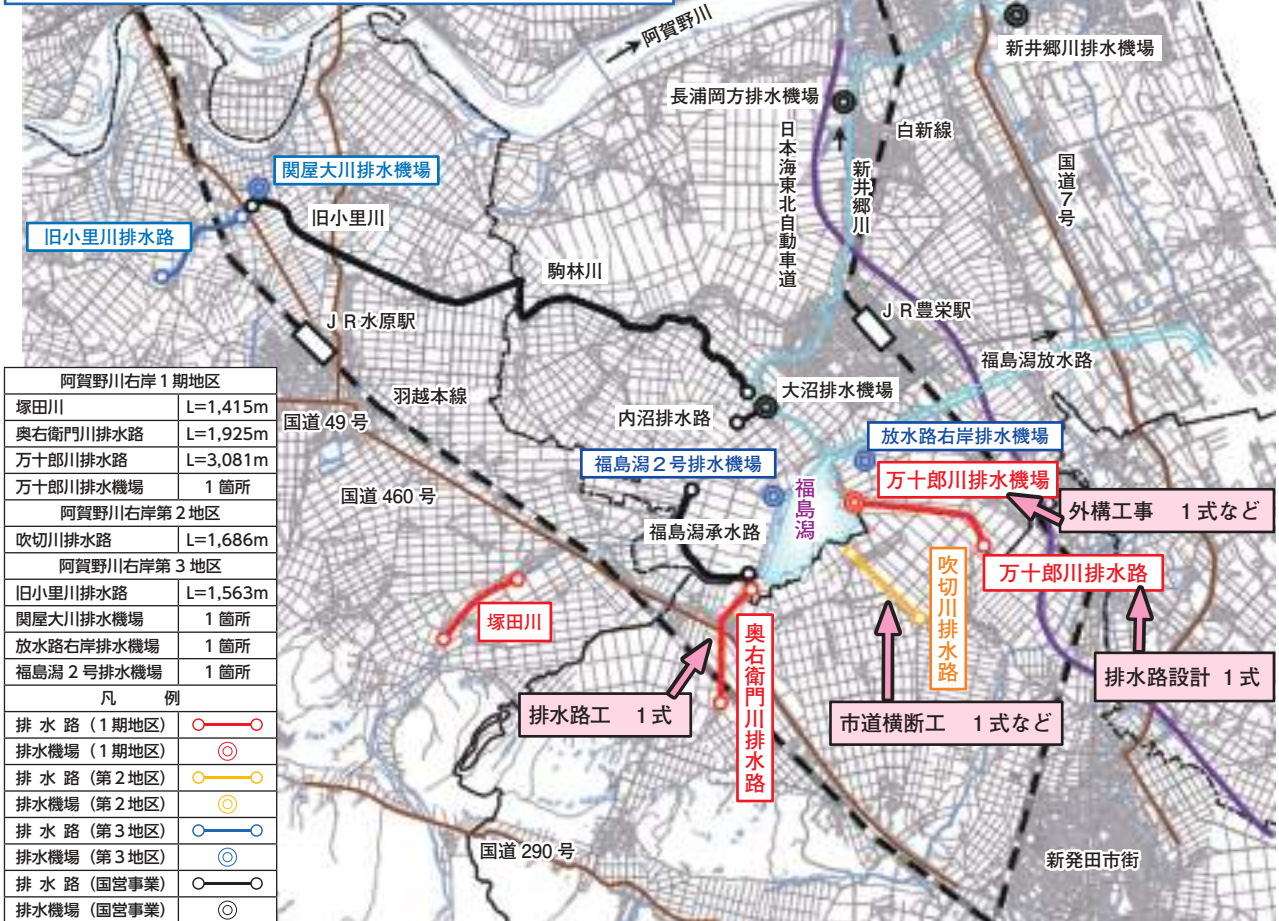 阿賀野川
新井郷川排水機場
長浦岡方排水機場
白新線
日本海東北自動車道
新井郷川
国道7号
関屋大川排水機場
旧小里川
旧小里川排水路
駒林川
JR水原駅
JR豊栄駅
福島潟放水路
羽越本線
大沼排水機場
内沼排水路
国道49号
放水路右岸排水機場
福島潟2号排水機場
福島潟
万十郎川排水機場
国道460号
外構工事 1式など
福島潟承水路
万十郎川排水路
吹切川排水路
塚田川
奥右衛門川排水路
排水路設計 1式
排水路工 1式
市道横断工 1式など
国道290号
新発田市街
阿賀野川右岸1期地区
塚田川 L=1,415m
奥右衛門川排水路 L=1,925m
万十郎川排水路 L=3,081m
万十郎川排水機場 1箇所
阿賀野川右岸第2地区
吹切川排水路 L=1,686m
阿賀野川右岸第3地区
旧小里川排水路 L=1,563m
関屋大川排水機場 1箇所
放水路右岸排水機場 1箇所
福島潟2号排水機場 1箇所
凡 例
排水路（1期地区）
排水機場（1期地区）
排水路（第2地区）
排水機場（第2地区）
排水路（第3地区）
排水機場（第3地区）
排水路（国営事業）
排水機場（国営事業）